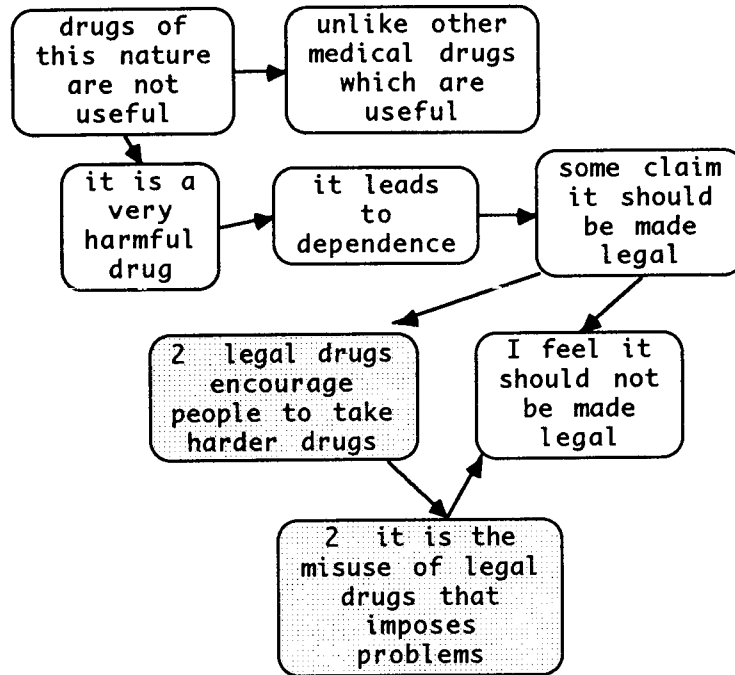 drugs of
this nature
are not
useful
unlike other
medical drugs
which are
useful
it is a
very
harmful
drug
it leads
to
dependence
some claim
it should
be made
legal
2 legal drugs
encourage
people to take
harder drugs
I feel it
should not
be made
legal
2 it is the
misuse of legal
drugs that
imposes
problems